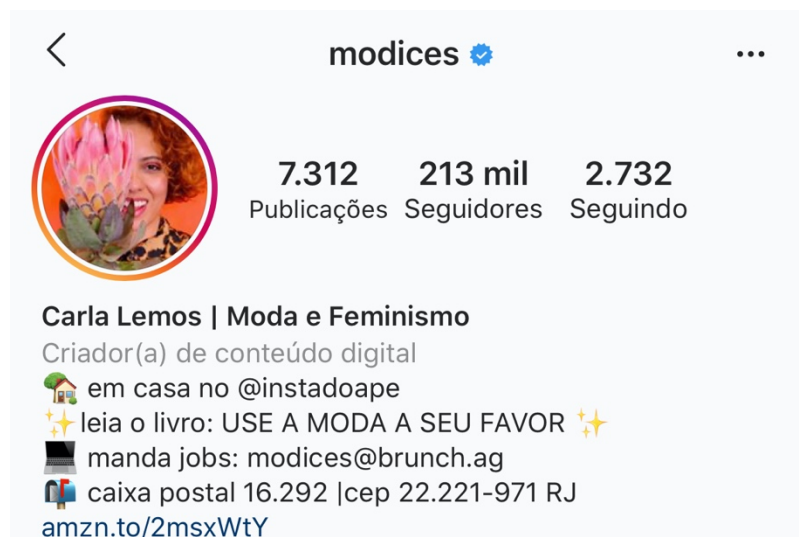 modices
7.312 213 mil 2.732
Publicações Seguidores Seguindo
Carla Lemos | Moda e Feminismo
Criador(a) de conteúdo digital
em casa no @instadoape
leia o livro: USE A MODA A SEU FAVOR
manda jobs: modices@brunch.ag
caixa postal 16.292 |cep 22.221-971 RJ
amzn.to/2msxWtY